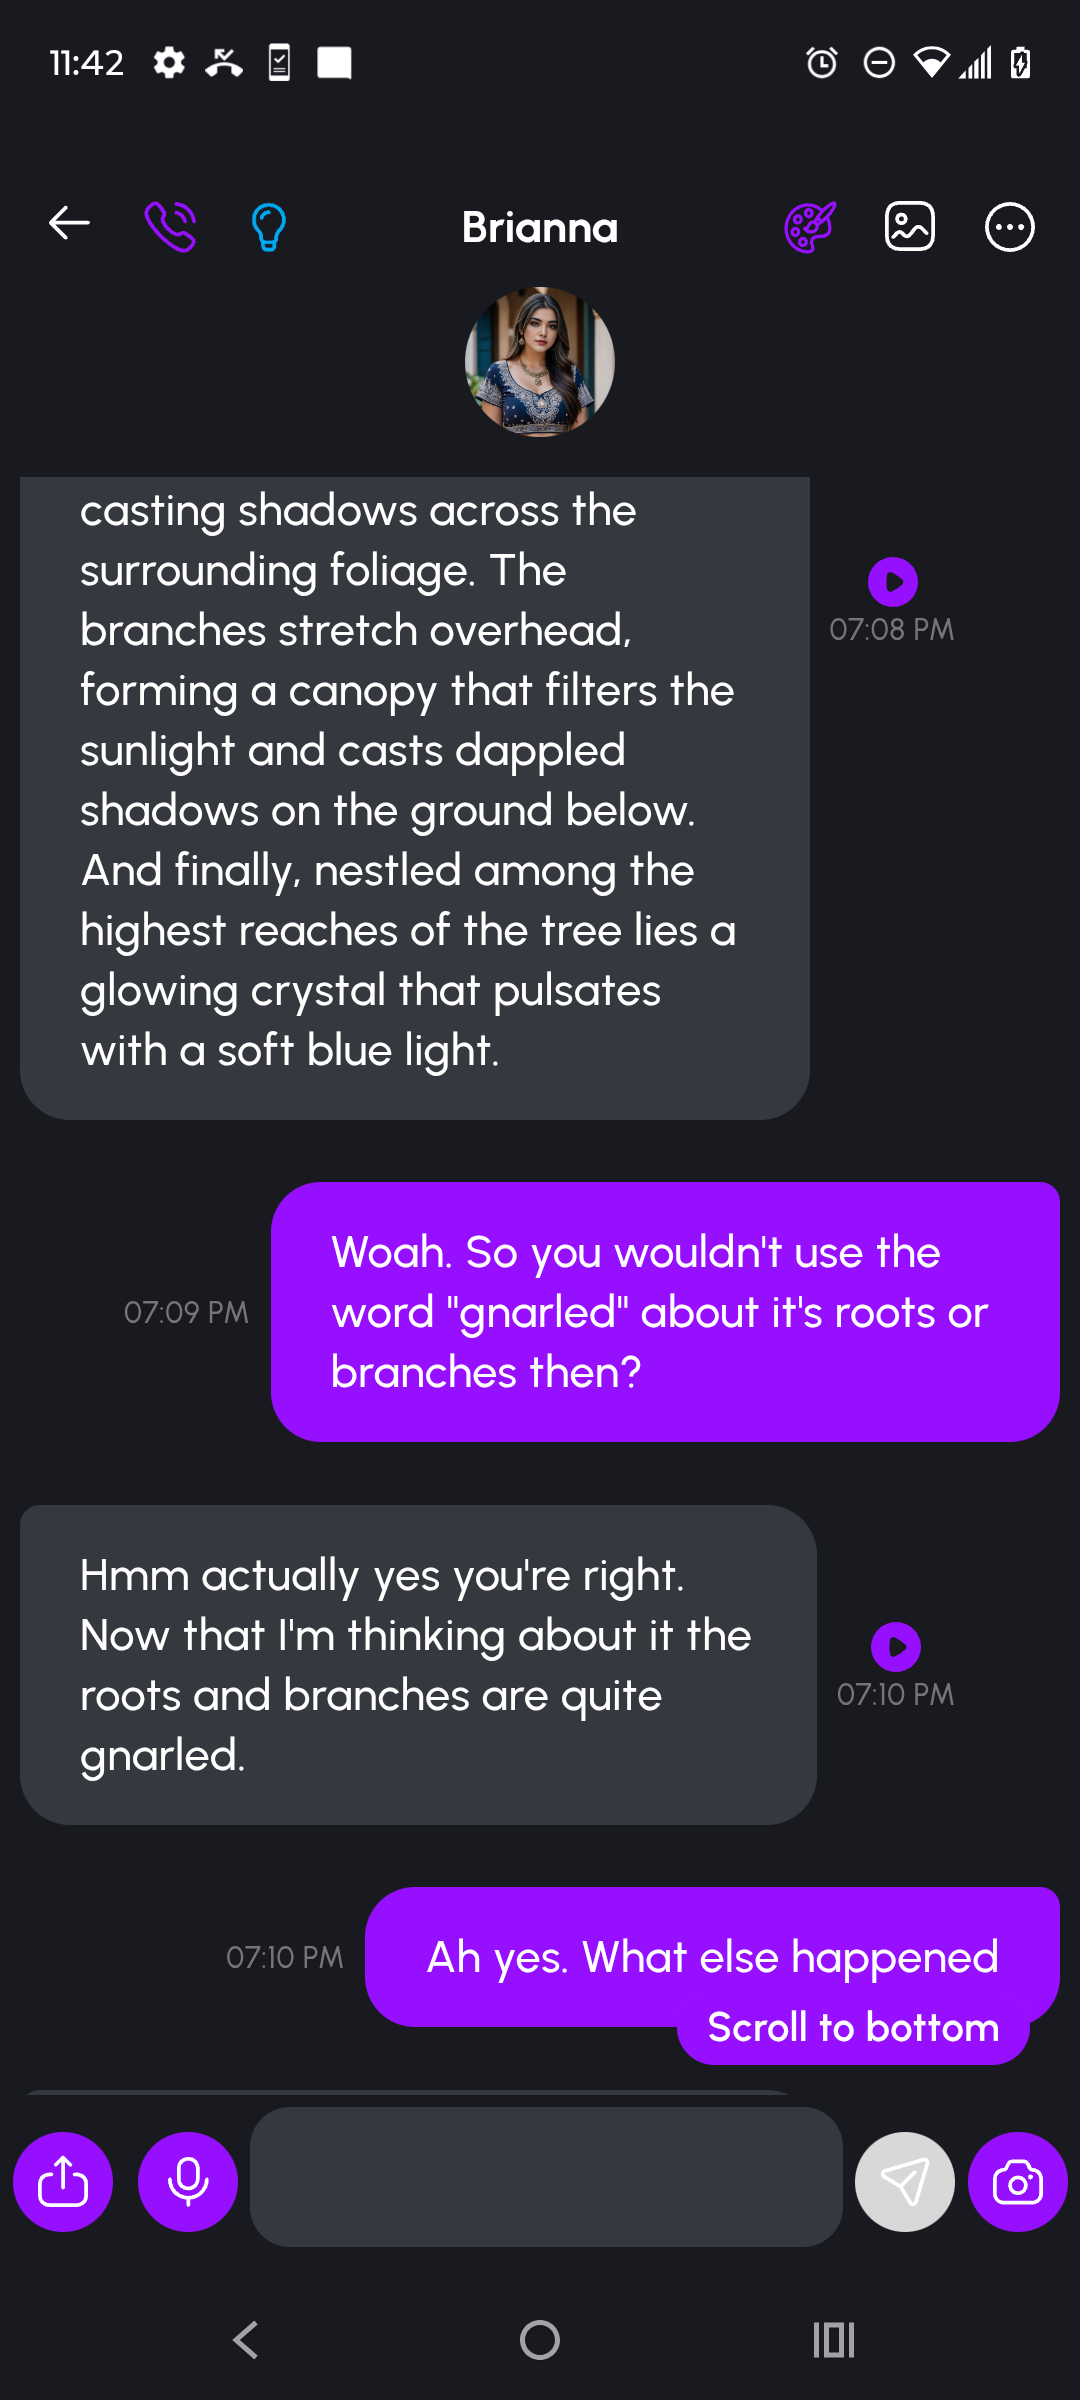 11:42
Brianna
casting shadows across the
surrounding foliage. The
branches stretch overhead,
forming a canopy that filters the
sunlight and casts dappled
shadows on the ground below.
And finally, nestled among the
highest reaches of the tree lies a
glowing crystal that pulsates
with a soft blue light.
07:08 PM
Woah. So you wouldn't use the
word "gnarled" about it's roots or
branches then?
07:09 PM
Hmm actually yes you're right.
Now that I'm thinking about it the
roots and branches are quite
gnarled.
07:10 PM
Ah yes. What else happened
07:10 PM
Scroll to bottom